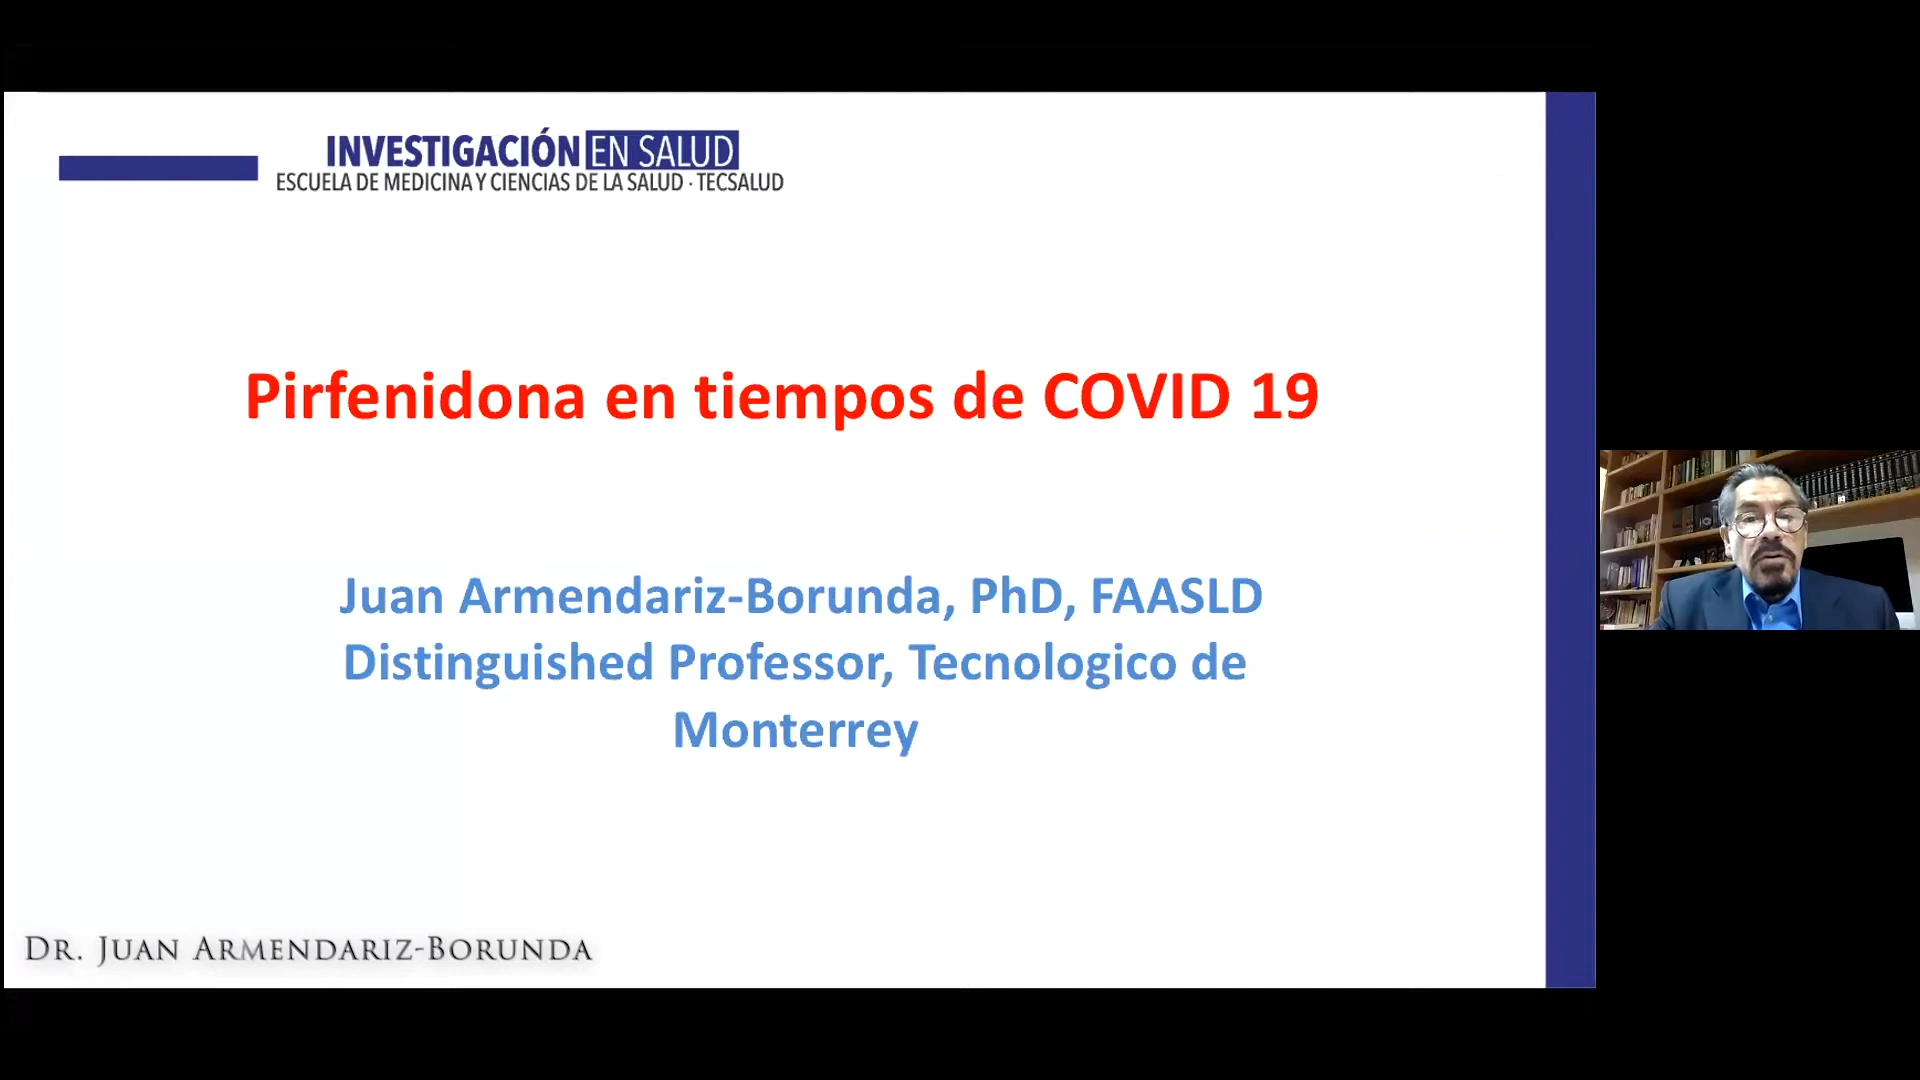 INVESTIGACIÓN EN SALUD
ESCUELA DE MEDICINA Y CIENCIAS DE LA SALUD · TECSALUD
Pirfenidona en tiempos de COVID 19
Juan Armendariz-Borunda, PhD, FAASLD
Distinguished Professor, Tecnologico de
Monterrey
DR. JUAN ARMENDARIZ-BORUNDA